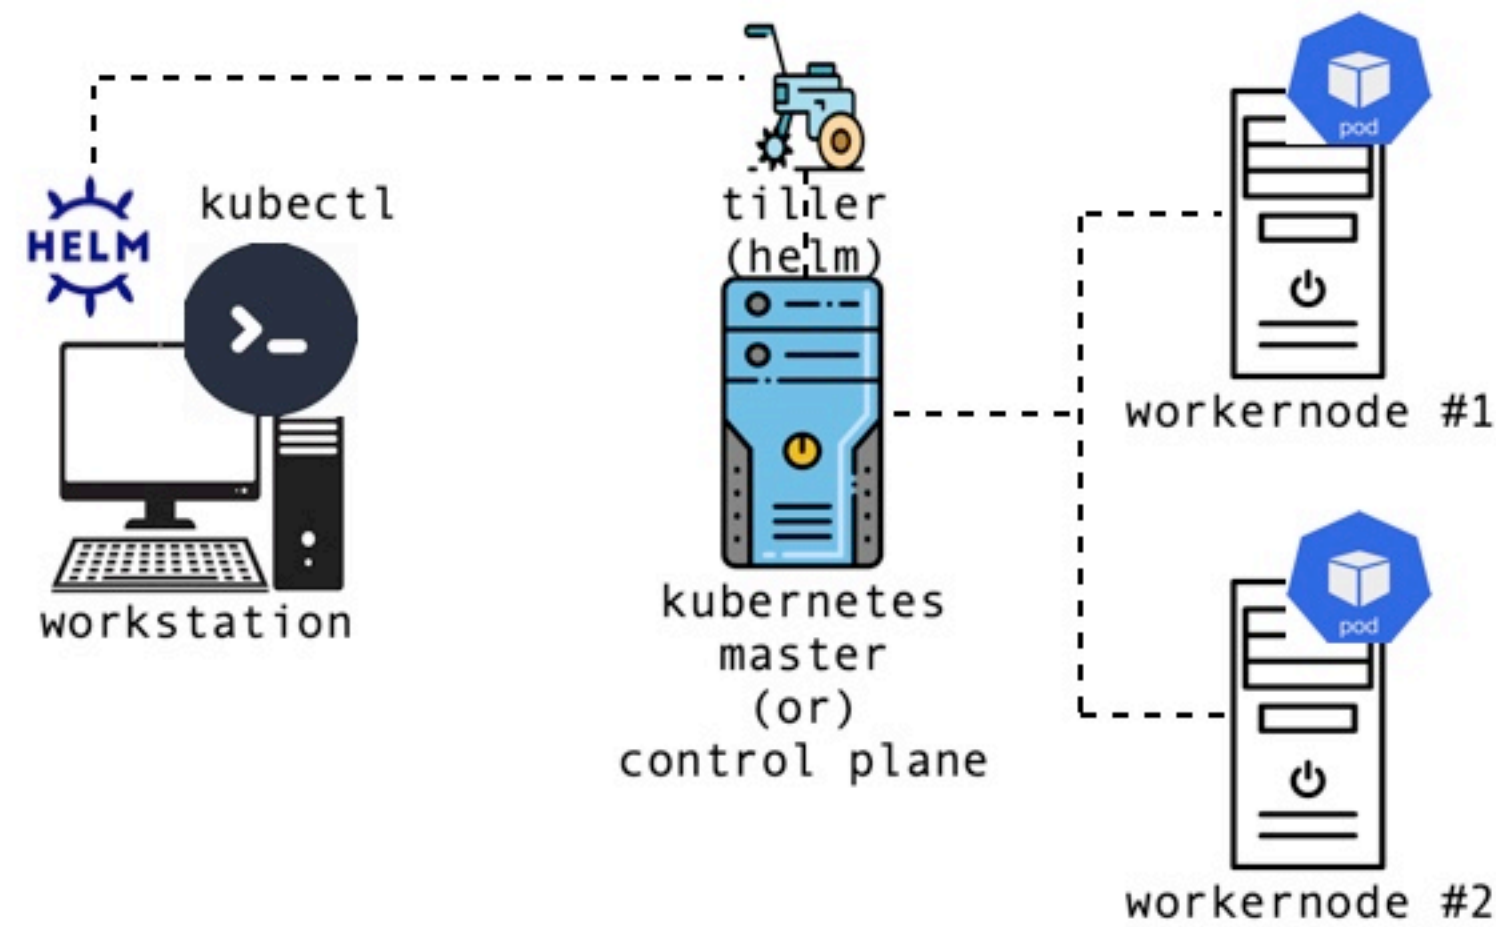 kubectl
HELM
workstation
tiller
(helm)
kubernetes
master
(or)
control plane
pod
workernode #1
pod
workernode #2